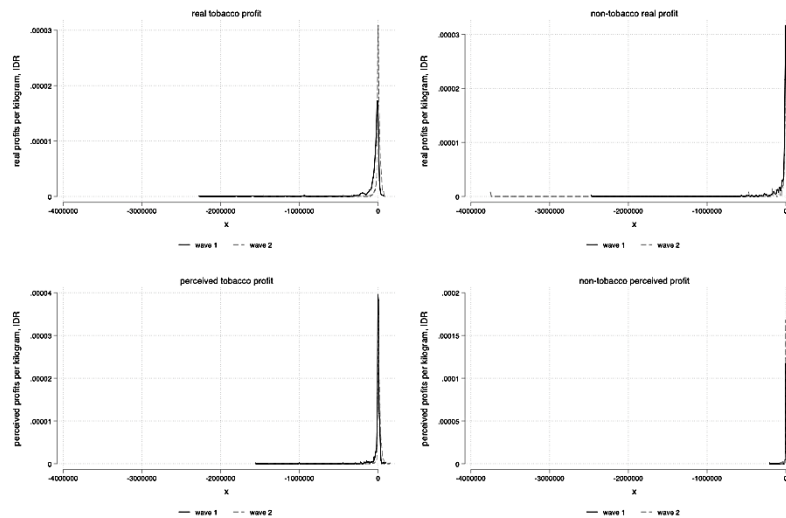 real tobacco profit
real profits per kilogram, IDR
.00003
.00002
.00001
0
-4000000 -3000000 -2000000 -1000000 0
x
wave 1 wave 2
non-tobacco real profit
real profits per kilogram, IDR
.00003
.00002
.00001
0
-4000000 -3000000 -2000000 -1000000 0
x
wave 1 wave 2
perceived tobacco profit
perceived profits per kilogram, IDR
.00004
.00003
.00002
.00001
0
-4000000 -3000000 -2000000 -1000000 0
x
wave 1 wave 2
non-tobacco perceived profit
perceived profits per kilogram, IDR
.0002
.00015
.0001
.00005
0
-4000000 -3000000 -2000000 -1000000 0
x
wave 1 wave 2